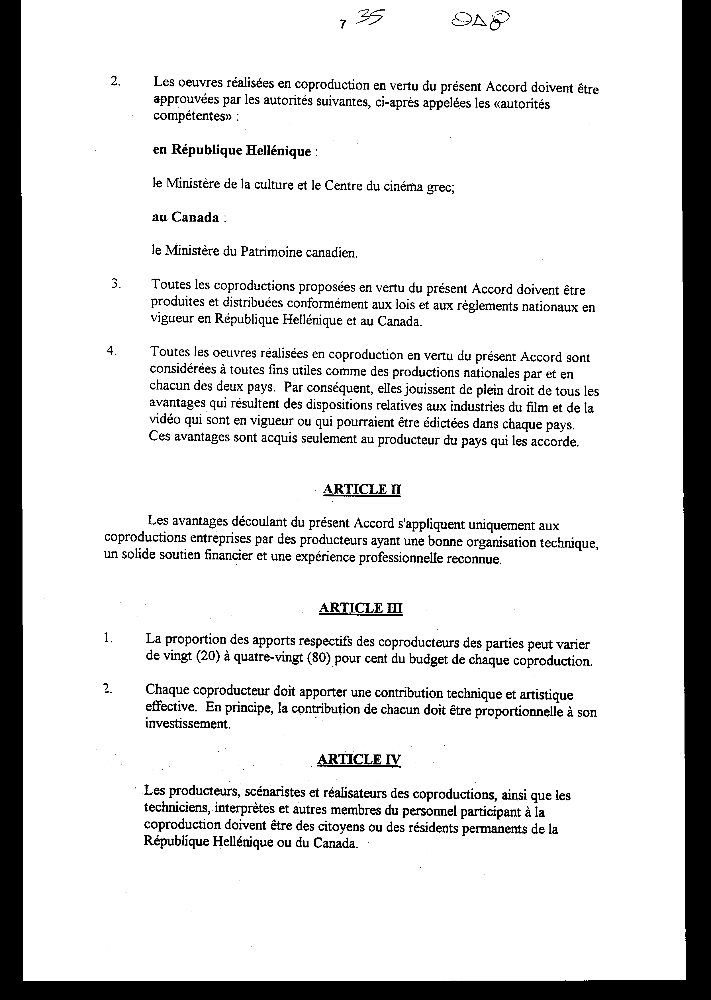 7 35
2. Les oeuvres réalisées en coproduction en vertu du présent Accord doivent être
approuvées par les autorités suivantes, ci-après appelées les «autorités
compétentes» :
en République Hellénique :
le Ministère de la culture et le Centre du cinéma grec;
au Canada :
le Ministère du Patrimoine canadien.
3. Toutes les coproductions proposées en vertu du présent Accord doivent être
produites et distribuées conformément aux lois et aux règlements nationaux en
vigueur en République Hellénique et au Canada.
4. Toutes les oeuvres réalisées en coproduction en vertu du présent Accord sont
considérées à toutes fins utiles comme des productions nationales par et en
chacun des deux pays. Par conséquent, elles jouissent de plein droit de tous les
avantages qui résultent des dispositions relatives aux industries du film et de la
vidéo qui sont en vigueur ou qui pourraient être édictées dans chaque pays.
Ces avantages sont acquis seulement au producteur du pays qui les accorde.
ARTICLE II
Les avantages découlant du présent Accord s'appliquent uniquement aux
coproductions entreprises par des producteurs ayant une bonne organisation technique,
un solide soutien financier et une expérience professionnelle reconnue.
ARTICLE III
1. La proportion des apports respectifs des coproducteurs des parties peut varier
de vingt (20) à quatre-vingt (80) pour cent du budget de chaque coproduction.
2. Chaque coproducteur doit apporter une contribution technique et artistique
effective. En principe, la contribution de chacun doit être proportionnelle à son
investissement.
ARTICLE IV
Les producteurs, scénaristes et réalisateurs des coproductions, ainsi que les
techniciens, interprètes et autres membres du personnel participant à la
coproduction doivent être des citoyens ou des résidents permanents de la
République Hellénique ou du Canada.